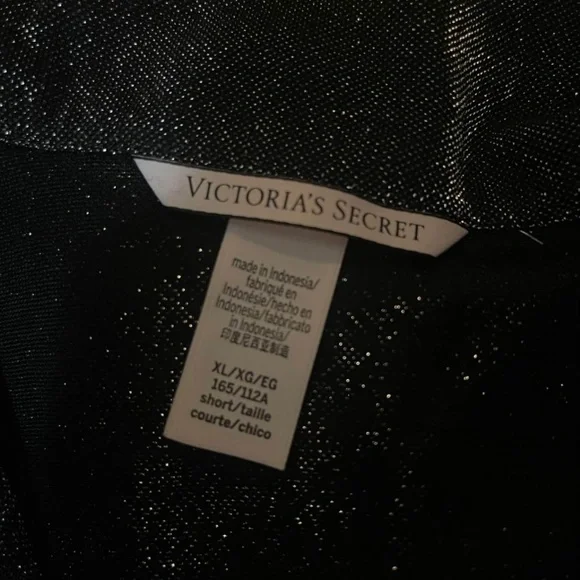 VICTORIA'S SECRET
made in Indonesia/
fabriqué en
Indonésie/hecho en
Indonesia/fabbricato
in Indonesia/
印度尼西亚制造
XL/XG/EG
165/112A
short/taille
courte/chico